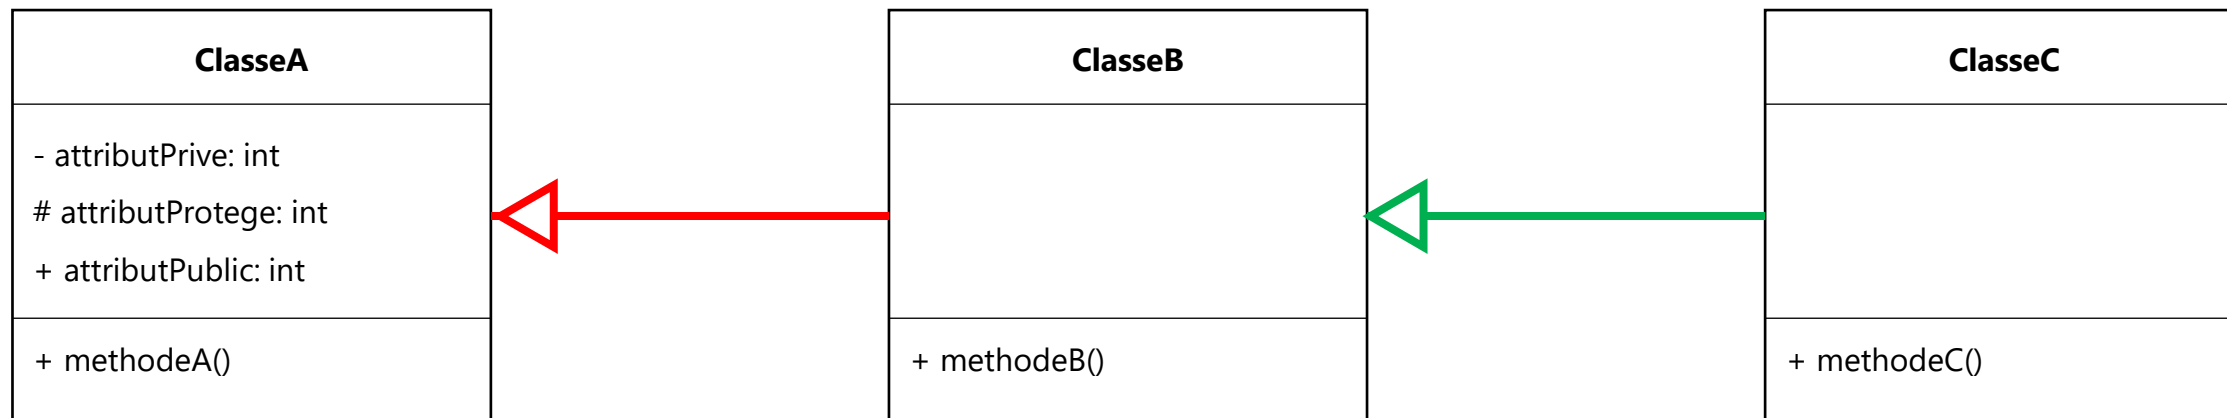 ClasseA
- attributPrive: int
# attributProtege: int
+ attributPublic: int
+ methodeA()
ClasseB
+ methodeB()
ClasseC
+ methodeC()